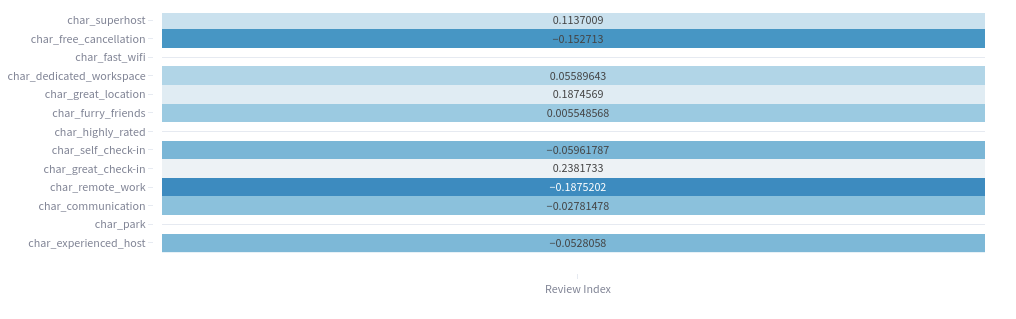 char_superhost 0.1137009
char_free_cancellation −0.152713
char_fast_wifi
char_dedicated_workspace 0.05589643
char_great_location 0.1874569
char_furry_friends 0.005548568
char_highly_rated
char_self_check-in −0.05961787
char_great_check-in 0.2381733
char_remote_work −0.1875202
char_communication −0.02781478
char_park
char_experienced_host −0.0528058
Review Index